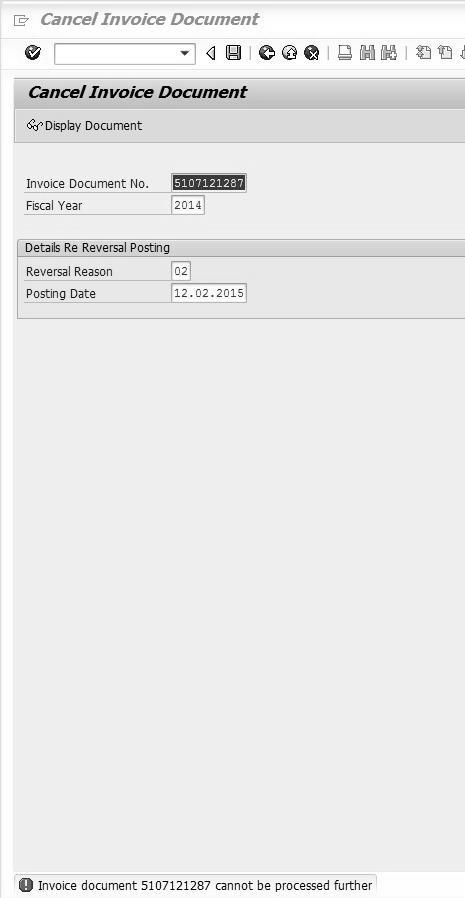 Cancel Invoice Document
Cancel Invoice Document
Display Document
Invoice Document No. 5107121287
Fiscal Year 2014
Details Re Reversal Posting
Reversal Reason 02
Posting Date 12.02.2015
Invoice document 5107121287 cannot be processed further